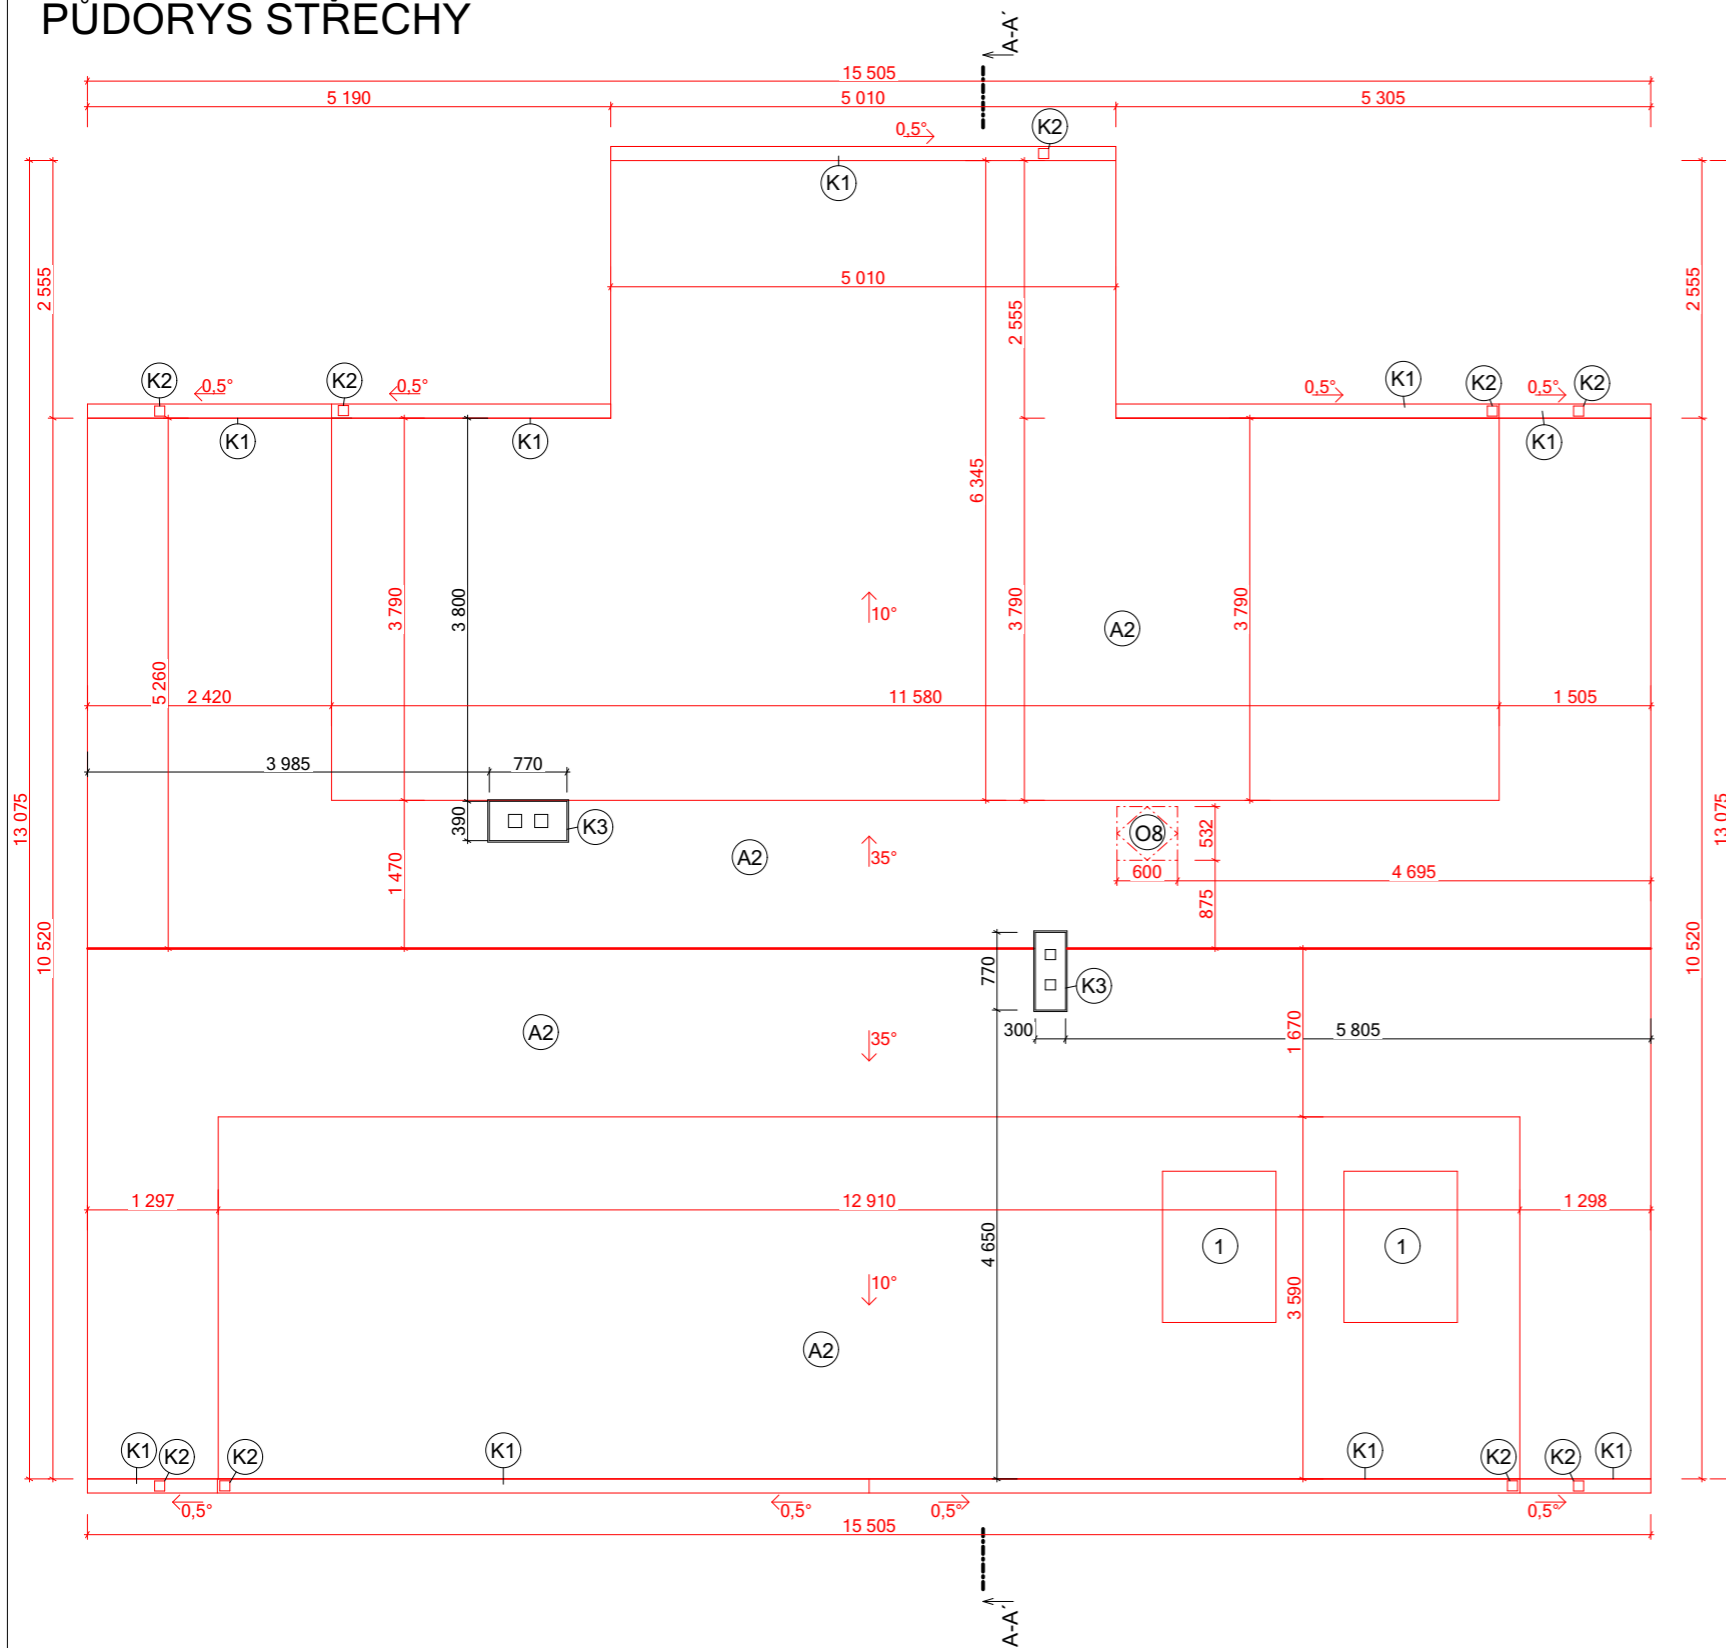 PŮDORYS STŘECHY
A-A´
15 505
5 190
5 010
5 305
0,5°
K2
K1
2 555
2 555
5 010
2 555
K2
0,5°
K2
0,5°
0,5°
K1
K2
0,5°
K2
K1
K1
K1
6 345
3 790
3 800
3 790
3 790
10°
A2
5 260
2 420
11 580
1 505
3 985
770
13 075
13 075
390
K3
O8
532
A2
35°
1 470
600
4 695
875
10 520
10 520
770
K3
A2
35°
300
5 805
1 670
1 297
12 910
1 298
4 650
1
1
10°
3 590
A2
K1
K2
K2
K1
K1
K2
K2
K1
0,5°
0,5°
0,5°
0,5°
15 505
A-A´